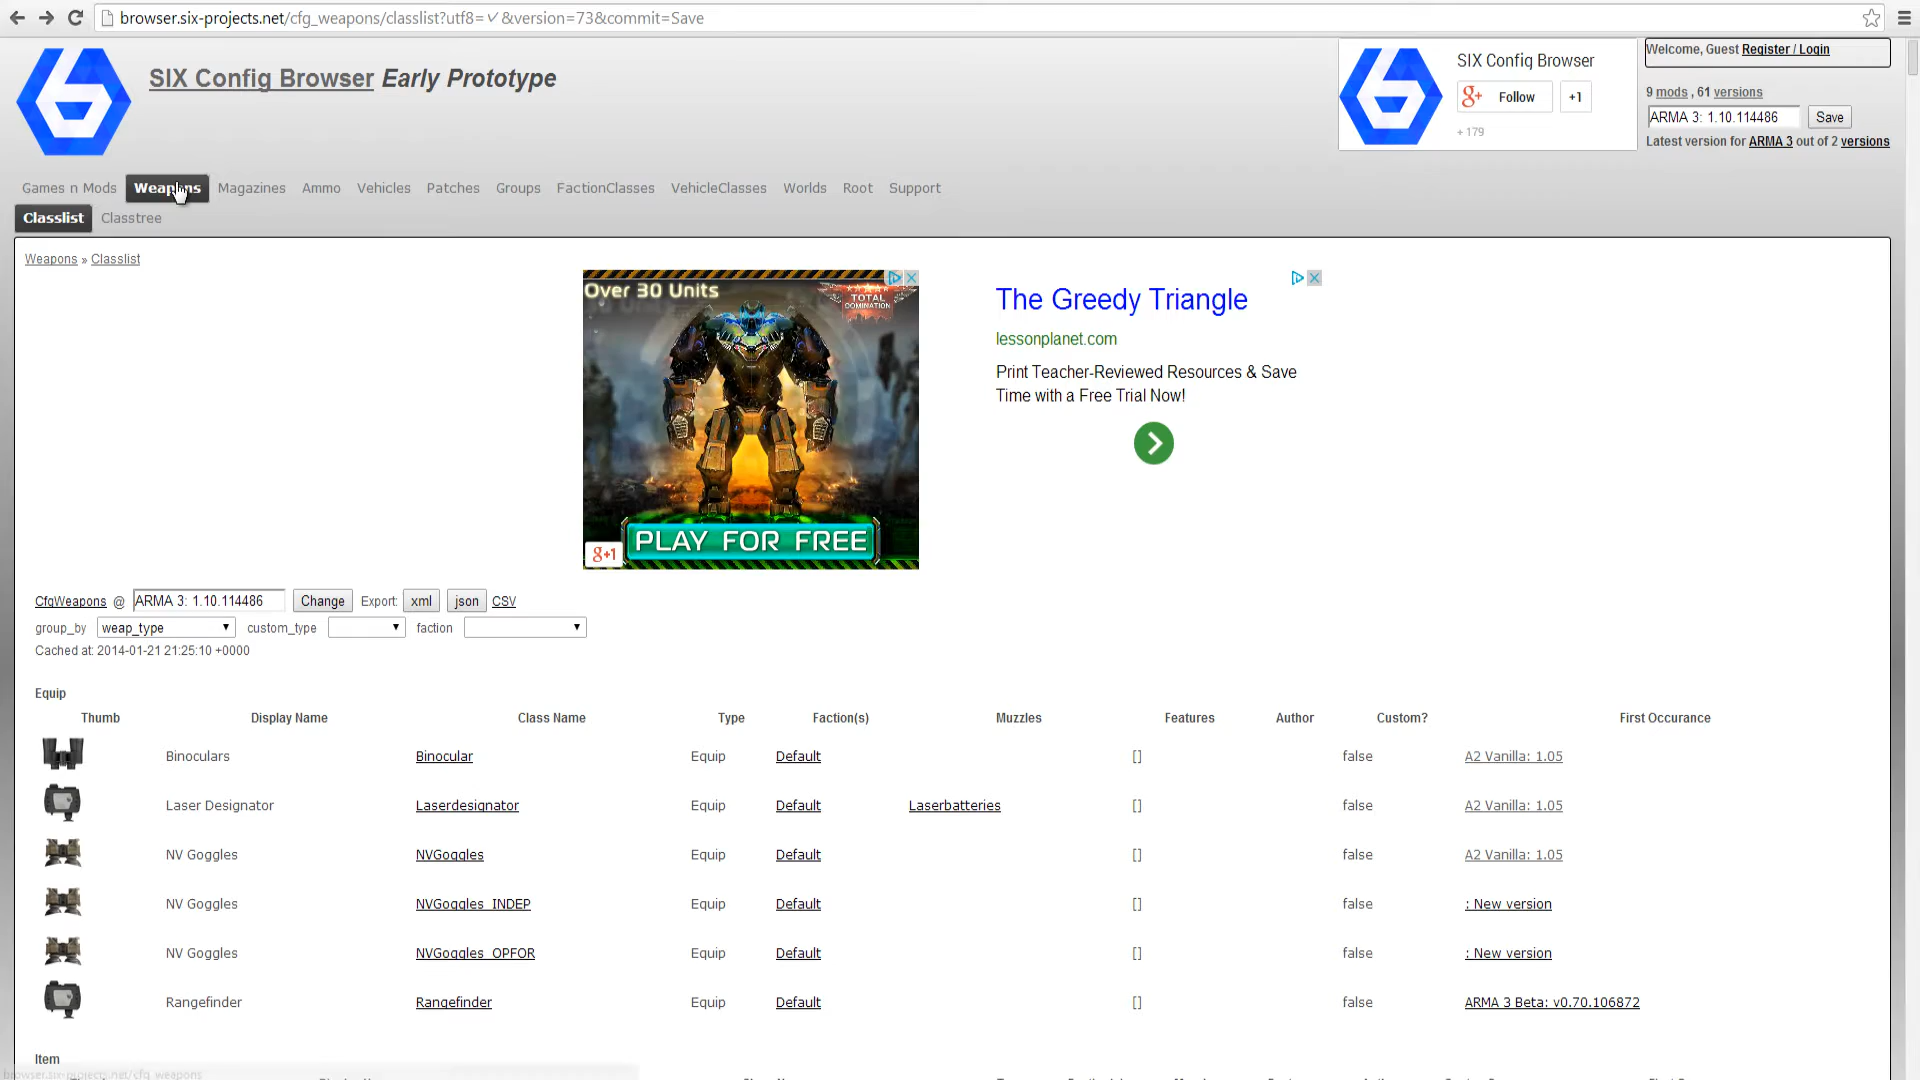 browser.six-projects.net/cfg_weapons/classlist?utf8=✓&version=73&commit=Save
SIX Config Browser Early Prototype
SIX Config Browser
g+ Follow +1
+ 179
Welcome, Guest Register / Login
9 mods , 61 versions
ARMA 3: 1.10.114486 Save
Latest version for ARMA 3 out of 2 versions
Games n Mods Weapons Magazines Ammo Vehicles Patches Groups FactionClasses VehicleClasses Worlds Root Support
Classlist Classtree
Weapons » Classlist
Over 30 Units
TOTAL
DOMINATION
PLAY FOR FREE
g+1
The Greedy Triangle
lessonplanet.com
Print Teacher-Reviewed Resources & Save
Time with a Free Trial Now!
CfgWeapons @ ARMA 3: 1.10.114486 Change Export: xml json CSV
group_by weap_type custom_type faction
Cached at: 2014-01-21 21:25:10 +0000
Equip
Thumb Display Name Class Name Type Faction(s) Muzzles Features Author Custom? First Occurance
Binoculars Binocular Equip Default [] false A2 Vanilla: 1.05
Laser Designator Laserdesignator Equip Default Laserbatteries [] false A2 Vanilla: 1.05
NV Goggles NVGoggles Equip Default [] false A2 Vanilla: 1.05
NV Goggles NVGoggles_INDEP Equip Default [] false : New version
NV Goggles NVGoggles_OPFOR Equip Default [] false : New version
Rangefinder Rangefinder Equip Default [] false ARMA 3 Beta: v0.70.106872
Item
browser.six-projects.net/cfg_weapons